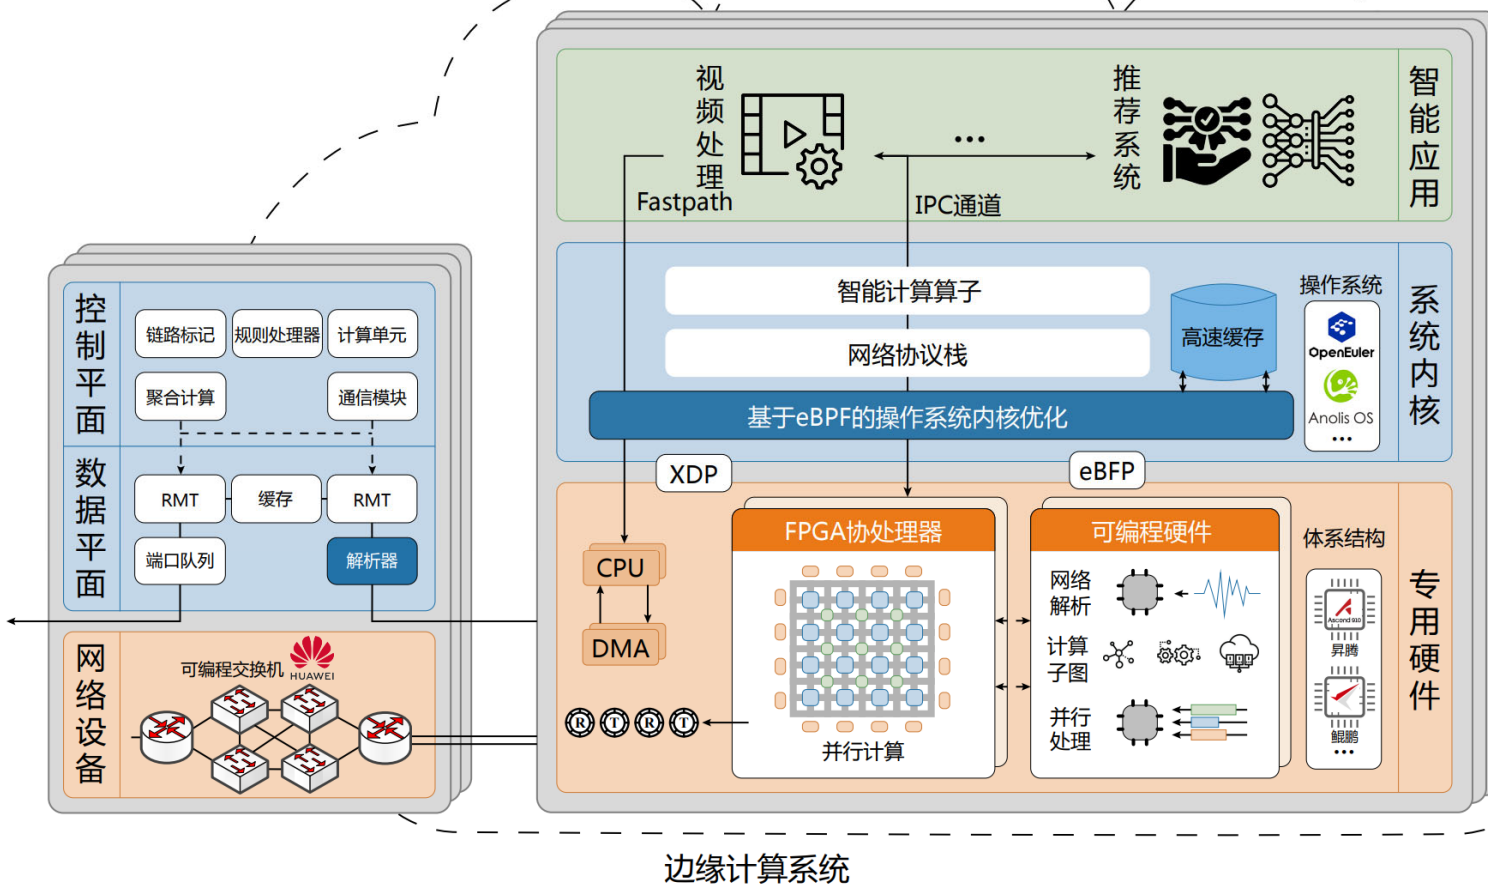 控制平面
链路标记
规则处理器
计算单元
聚合计算
通信模块
数据平面
RMT
缓存
RMT
端口队列
解析器
网络设备
可编程交换机
HUAWEI
视频处理
推荐系统
智能应用
Fastpath
IPC通道
...
智能计算算子
网络协议栈
高速缓存
操作系统
OpenEuler
Anolis OS
...
系统内核
基于eBPF的操作系统内核优化
XDP
eBFP
CPU
DMA
R T R T
FPGA协处理器
并行计算
可编程硬件
网络
解析
计算
子图
并行
处理
体系结构
Ascend 910
昇腾
鲲鹏
...
专用硬件
边缘计算系统